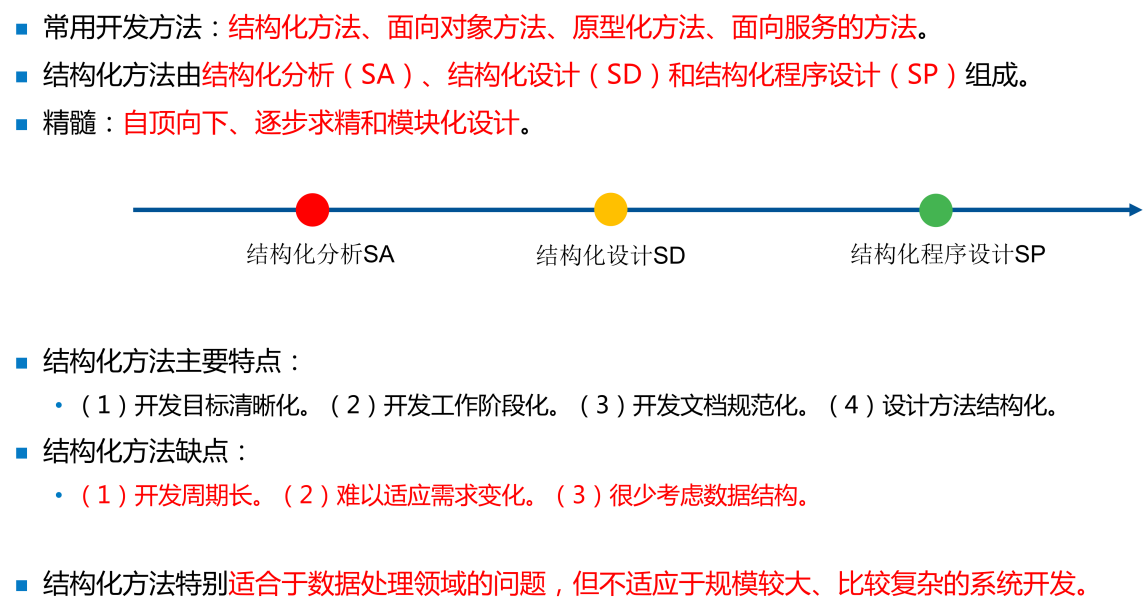 常用开发方法：结构化方法、面向对象方法、原型化方法、面向服务的方法。
结构化方法由结构化分析（SA）、结构化设计（SD）和结构化程序设计（SP）组成。
精髓：自顶向下、逐步求精和模块化设计。
结构化分析SA 结构化设计SD 结构化程序设计SP
结构化方法主要特点：
（1）开发目标清晰化。（2）开发工作阶段化。（3）开发文档规范化。（4）设计方法结构化。
结构化方法缺点：
（1）开发周期长。（2）难以适应需求变化。（3）很少考虑数据结构。
结构化方法特别适合于数据处理领域的问题，但不适应于规模较大、比较复杂的系统开发。